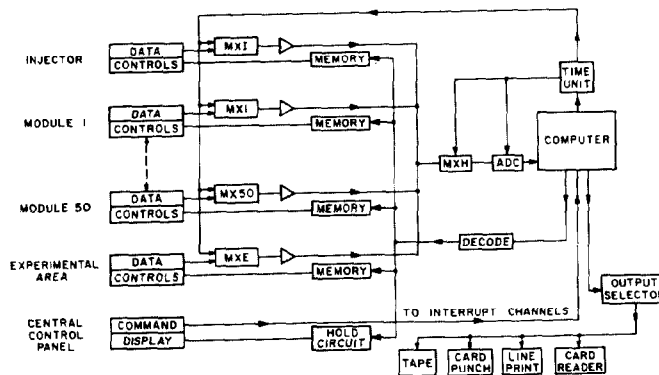 INJECTOR
DATA
CONTROLS
MXI
MEMORY
TIME
UNIT
MODULE 1
DATA
CONTROLS
MX1
MEMORY
COMPUTER
MXH
ADC
MODULE 50
DATA
CONTROLS
MX50
MEMORY
DECODE
EXPERIMENTAL
AREA
DATA
CONTROLS
MXE
MEMORY
OUTPUT
SELECTOR
TO INTERRUPT CHANNELS
CENTRAL
CONTROL
PANEL
COMMAND
DISPLAY
HOLD
CIRCUIT
TAPE
CARD
PUNCH
LINE
PRINT
CARD
READER